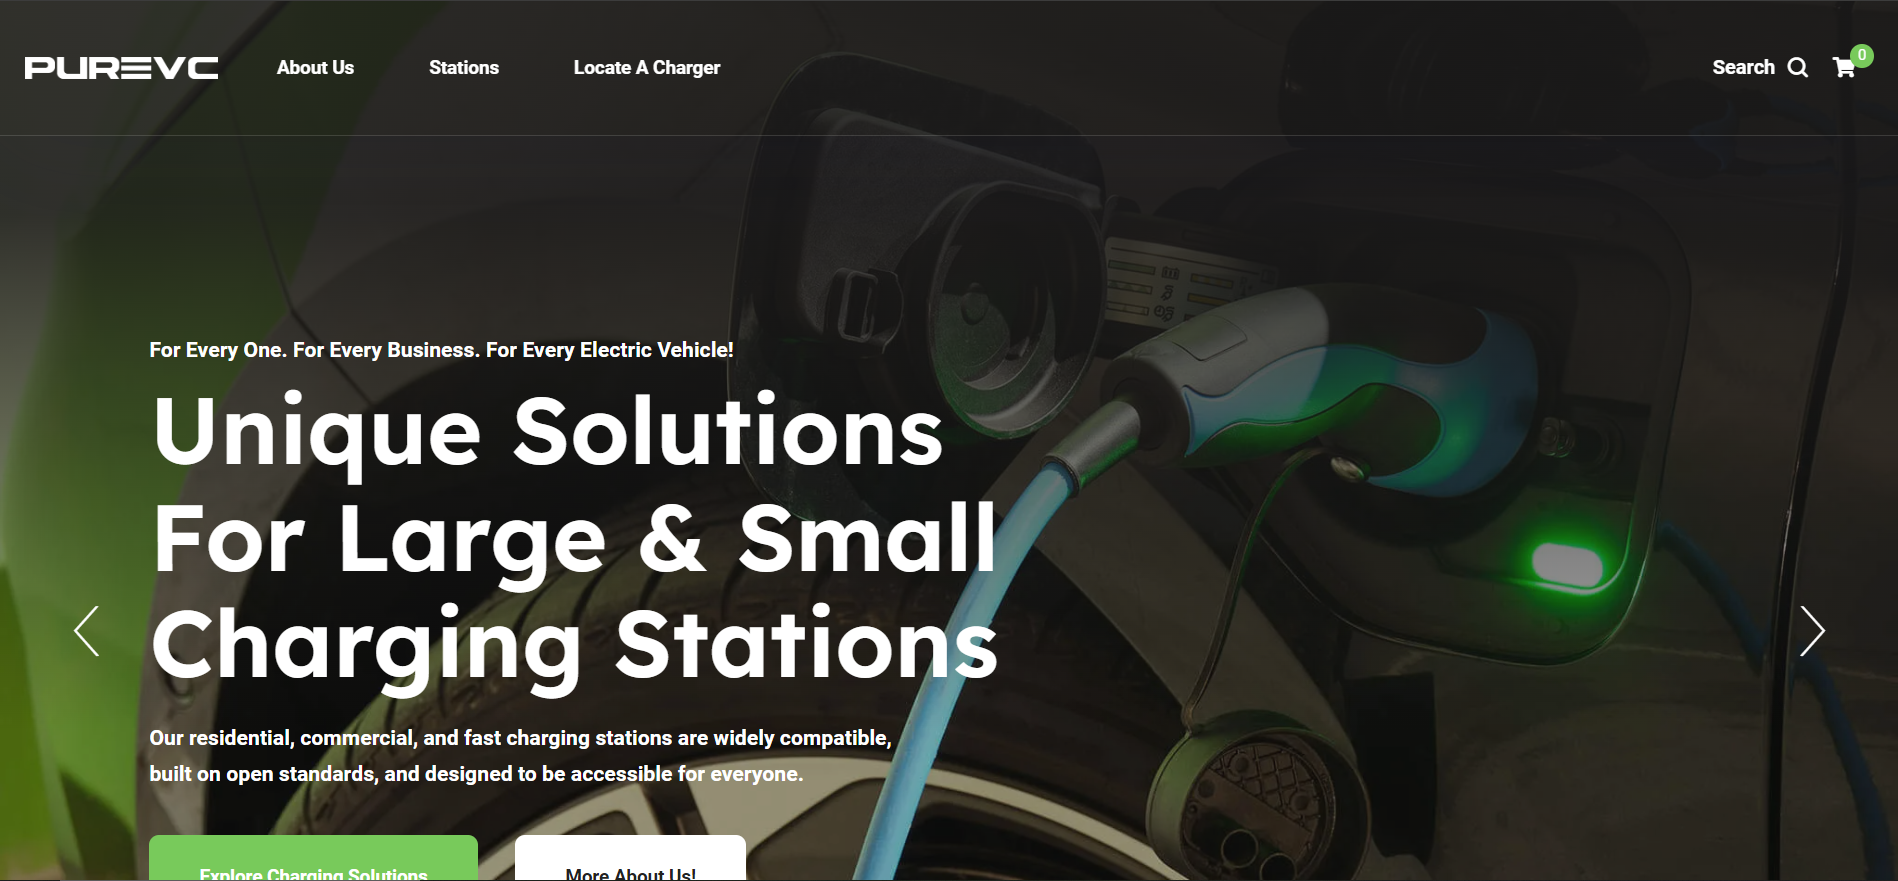 PUREVC
About Us
Stations
Locate A Charger
Search
0
For Every One. For Every Business. For Every Electric Vehicle!
Unique Solutions
For Large & Small
Charging Stations
Our residential, commercial, and fast charging stations are widely compatible,
built on open standards, and designed to be accessible for everyone.
Explore Charging Solutions
More About Us!